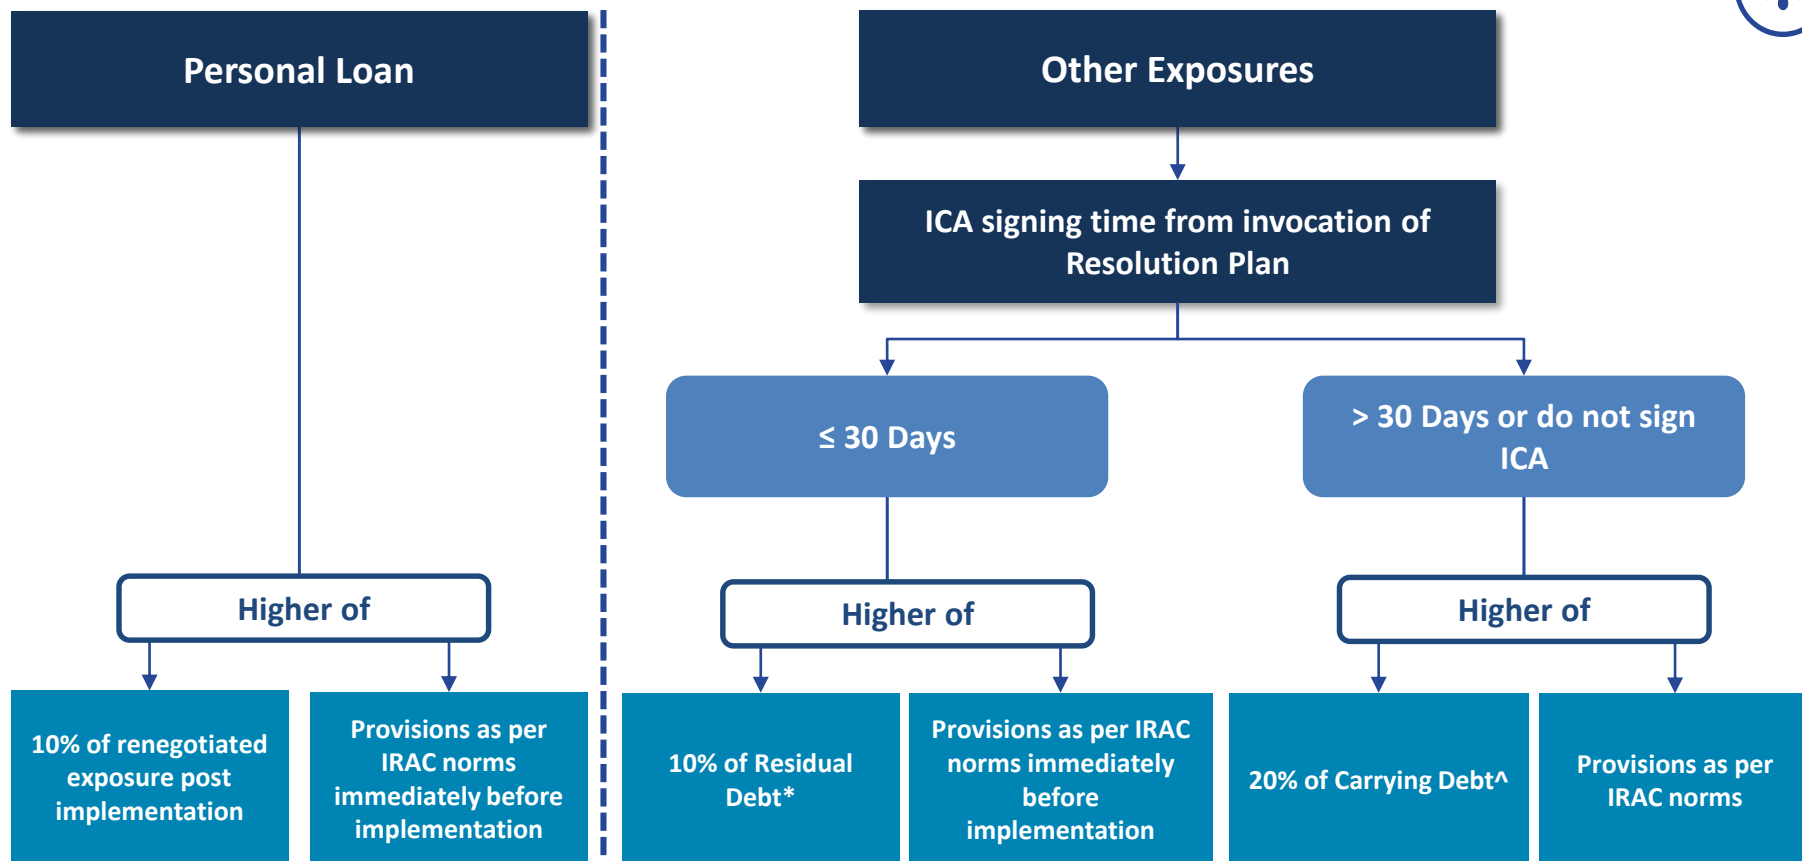 Personal Loan
Other Exposures
ICA signing time from invocation of
Resolution Plan
≤ 30 Days
> 30 Days or do not sign
ICA
Higher of
Higher of
Higher of
10% of renegotiated
exposure post
implementation
Provisions as per
IRAC norms
immediately before
implementation
10% of Residual
Debt*
Provisions as per IRAC
norms immediately
before
implementation
20% of Carrying Debt^
Provisions as per
IRAC norms